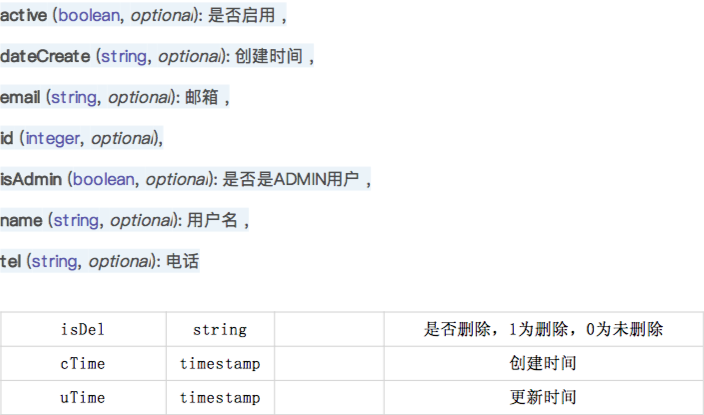 active (boolean, optional): 是否启用 ,
dateCreate (string, optional): 创建时间 ,
email (string, optional): 邮箱 ,
id (integer, optional),
isAdmin (boolean, optional): 是否是ADMIN用户 ,
name (string, optional): 用户名 ,
tel (string, optional): 电话
isDel string 是否删除，1为删除，0为未删除
cTime timestamp 创建时间
uTime timestamp 更新时间